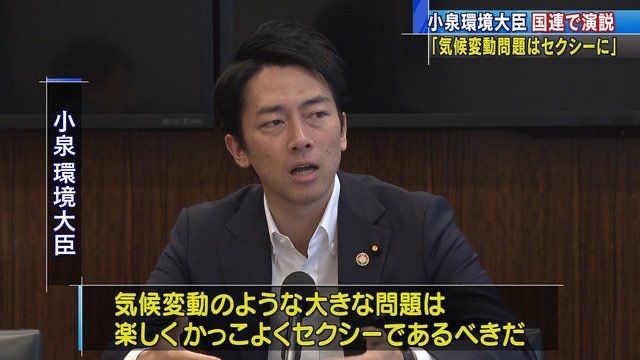 小泉環境大臣 国連で演説
「気候変動問題はセクシーに」
小泉 環境大臣
気候変動のような大きな問題は
楽しくかっこよくセクシーであるべきだ